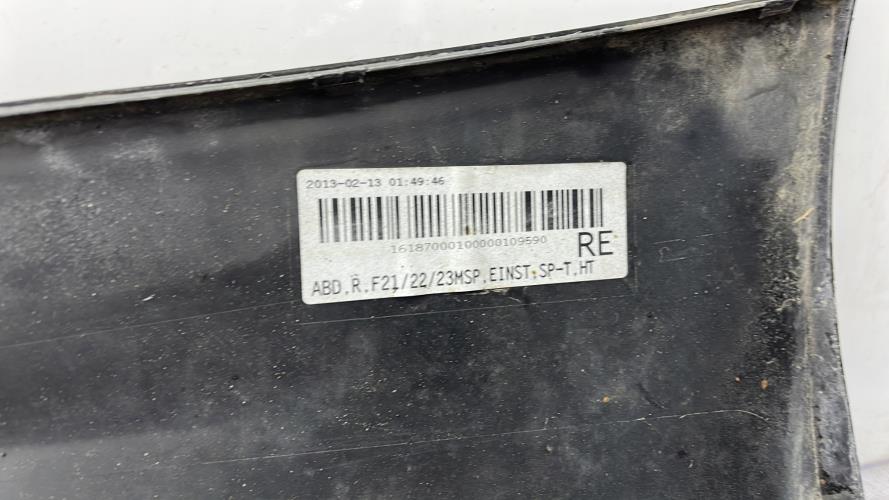 2013-02-13 01:49:46
16187000100000109590
RE
ABD.R.F21/22/23MSP.EINST.SP-T.HT